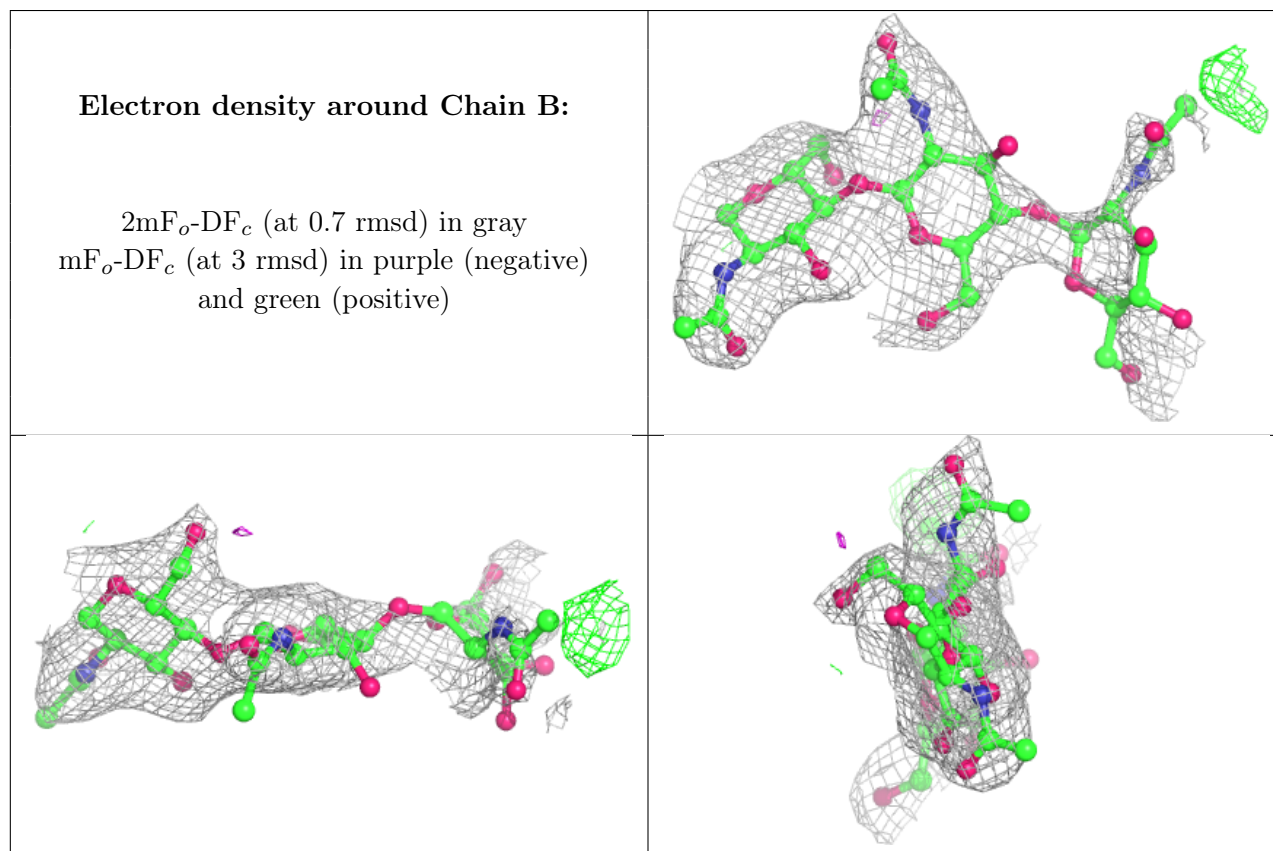 Electron density around Chain B:
2mFₒ-DF𝒸 (at 0.7 rmsd) in gray
mFₒ-DF𝒸 (at 3 rmsd) in purple (negative)
and green (positive)